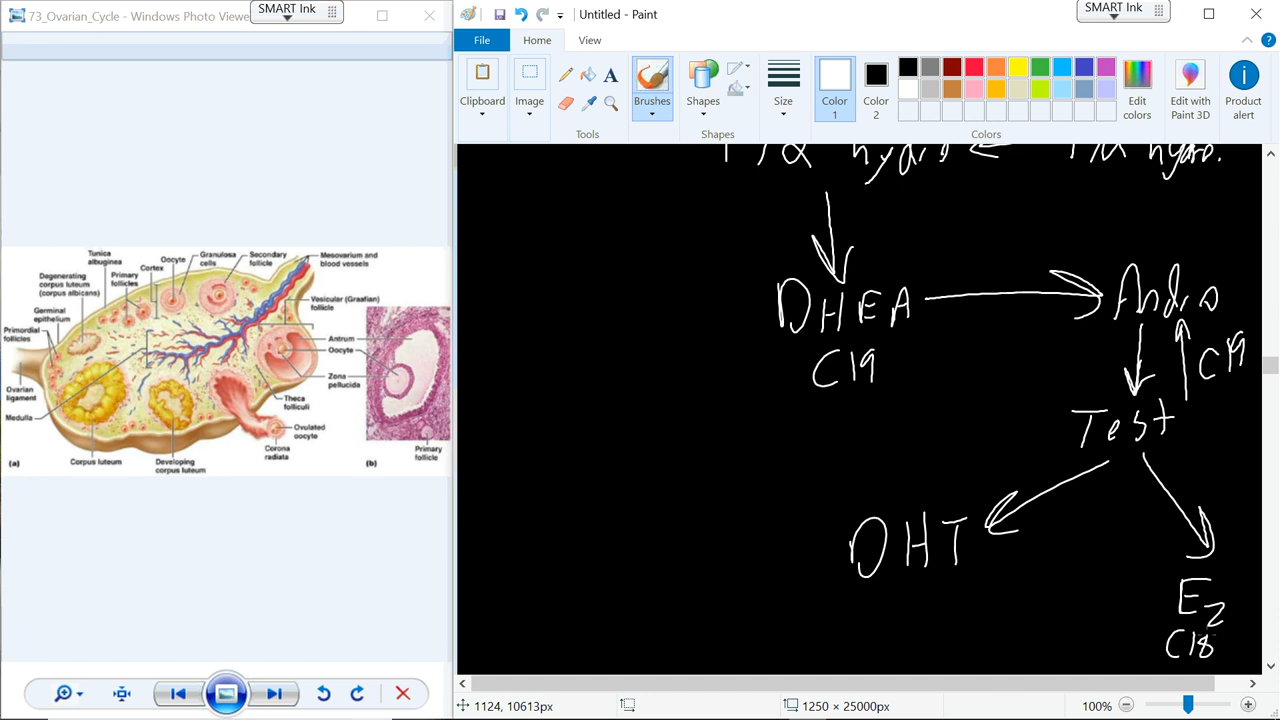 73_Ovarian_Cycle - Windows Photo Viewe
SMART Ink
Untitled - Paint
SMART Ink
File
Home
View
Clipboard
Image
Tools
Brushes
Shapes
Shapes
Size
Color
1
Color
2
Colors
Edit
colors
Edit with
Paint 3D
Product
alert
Tunica
albuginea
Oocyte
Granulosa
cells
Secondary
follicle
Mesovarium and
blood vessels
Cortex
Primary
follicles
Degenerating
corpus luteum
(corpus albicans)
Germinal
epithelium
Primordial
follicles
Vesicular (Graafian)
follicle
Antrum
Oocyte
Zona
pellucida
Ovarian
ligament
Medulla
Theca
folliculi
Ovulated
oocyte
Corona
radiata
Primary
follicle
(a)
Corpus luteum
Developing
corpus luteum
(b)
DHEA
Andro
C19
C19
Test
DHT
E2
C18
1124, 10613px
1250 × 25000px
100%